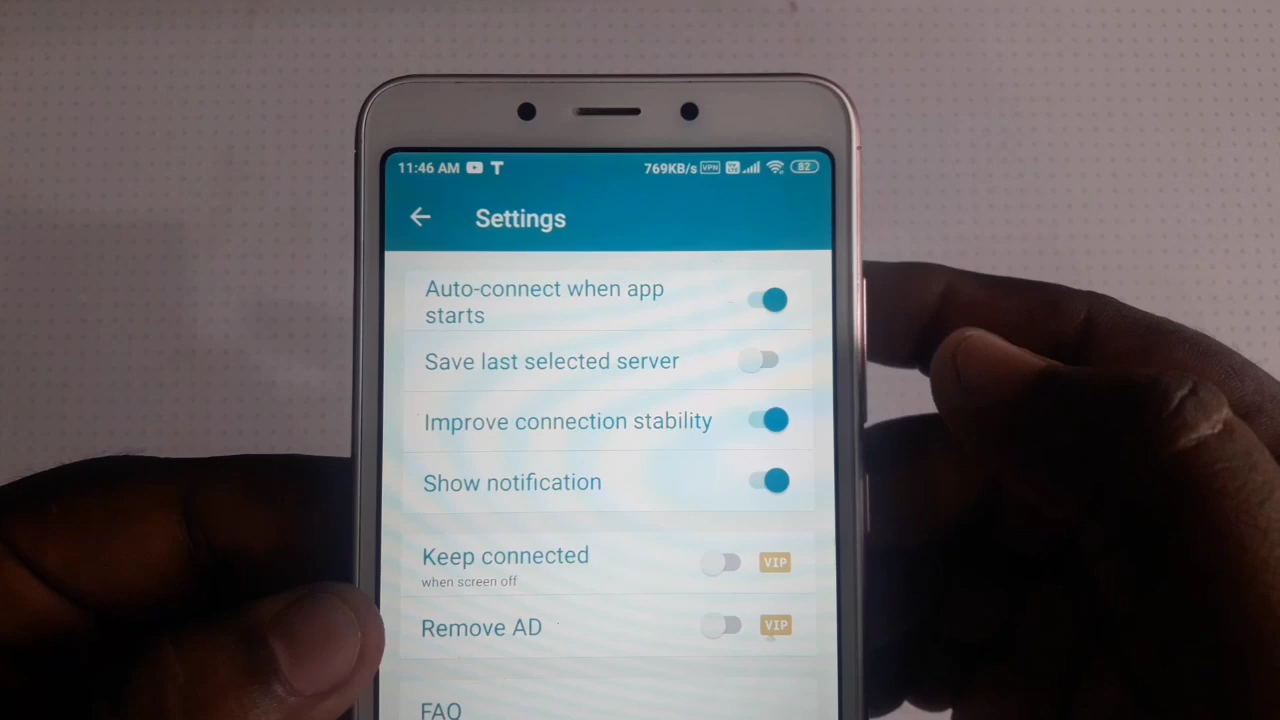 11:46 AM 769KB/s VPN 82
Settings
Auto-connect when app
starts
Save last selected server
Improve connection stability
Show notification
Keep connected VIP
when screen off
Remove AD VIP
FAQ